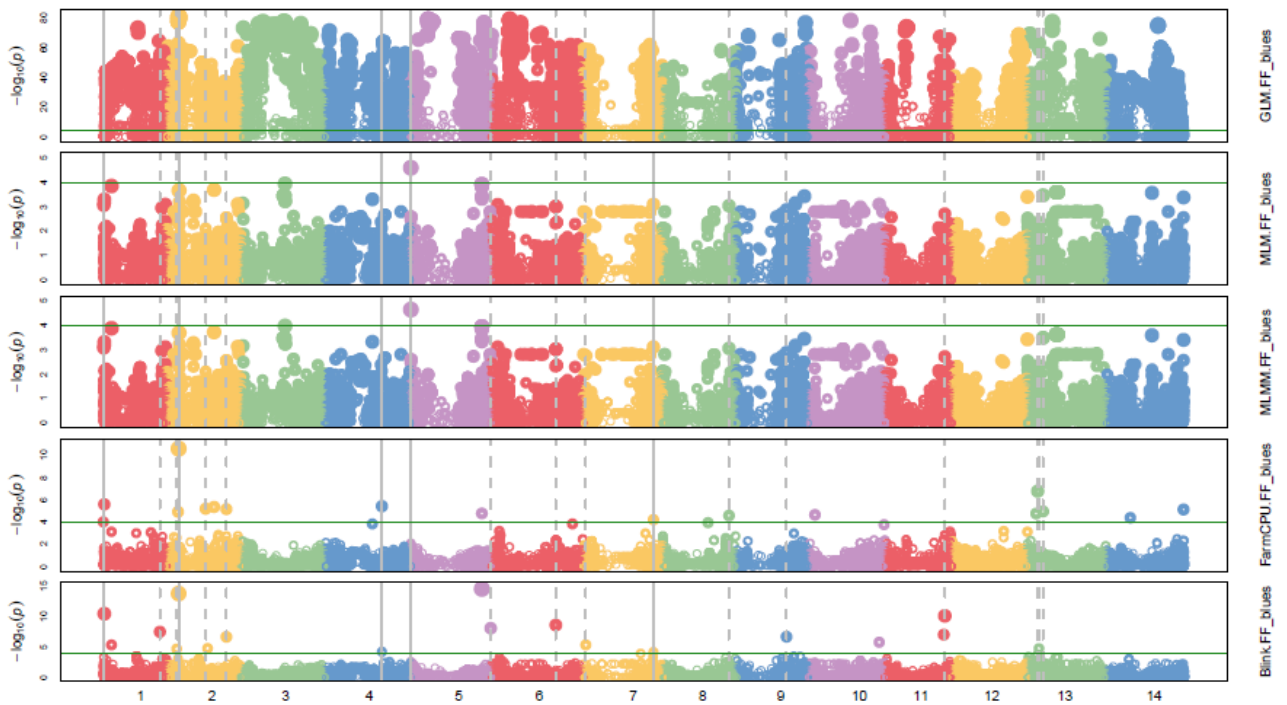 −log₁₀(p)
0 20 40 60 80
GLM.FF_blues
−log₁₀(p)
0 1 2 3 4 5
MLM.FF_blues
−log₁₀(p)
0 1 2 3 4 5
MLMM.FF_blues
−log₁₀(p)
0 2 4 6 8 10
FarmCPU.FF_blues
−log₁₀(p)
0 5 10 15
Blink.FF_blues
1 2 3 4 5 6 7 8 9 10 11 12 13 14